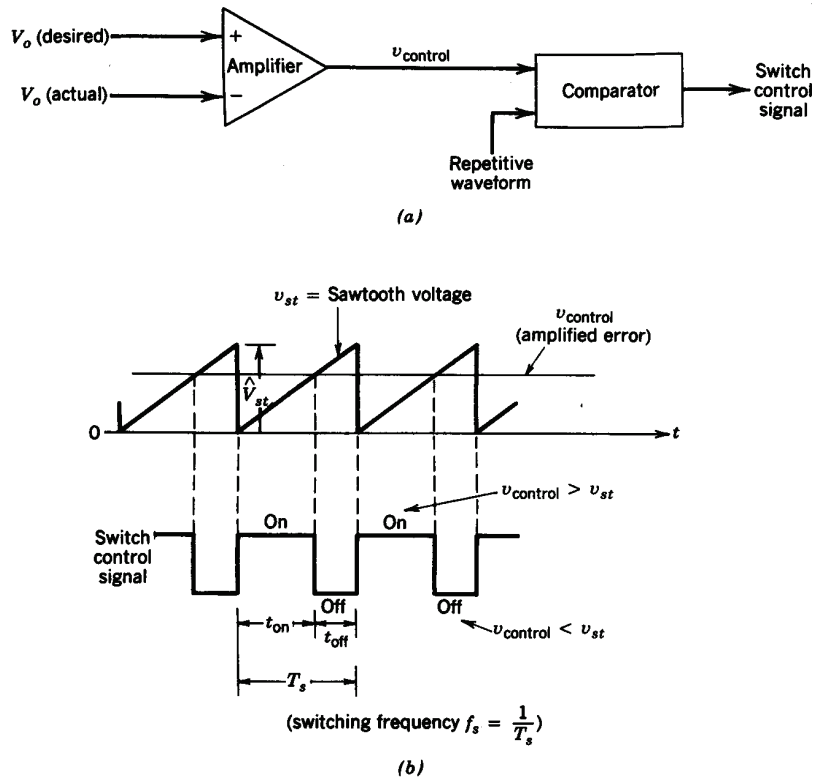 V_o (desired)
+
Amplifier
V_o (actual)
−
v_control
Comparator
Switch
control
signal
Repetitive
waveform
(a)
v_st = Sawtooth voltage
v_control
(amplified error)
V̂_st
0
t
v_control > v_st
On
On
Switch
control
signal
Off
Off
t_on
t_off
v_control < v_st
T_s
(switching frequency f_s = 1/T_s)
(b)